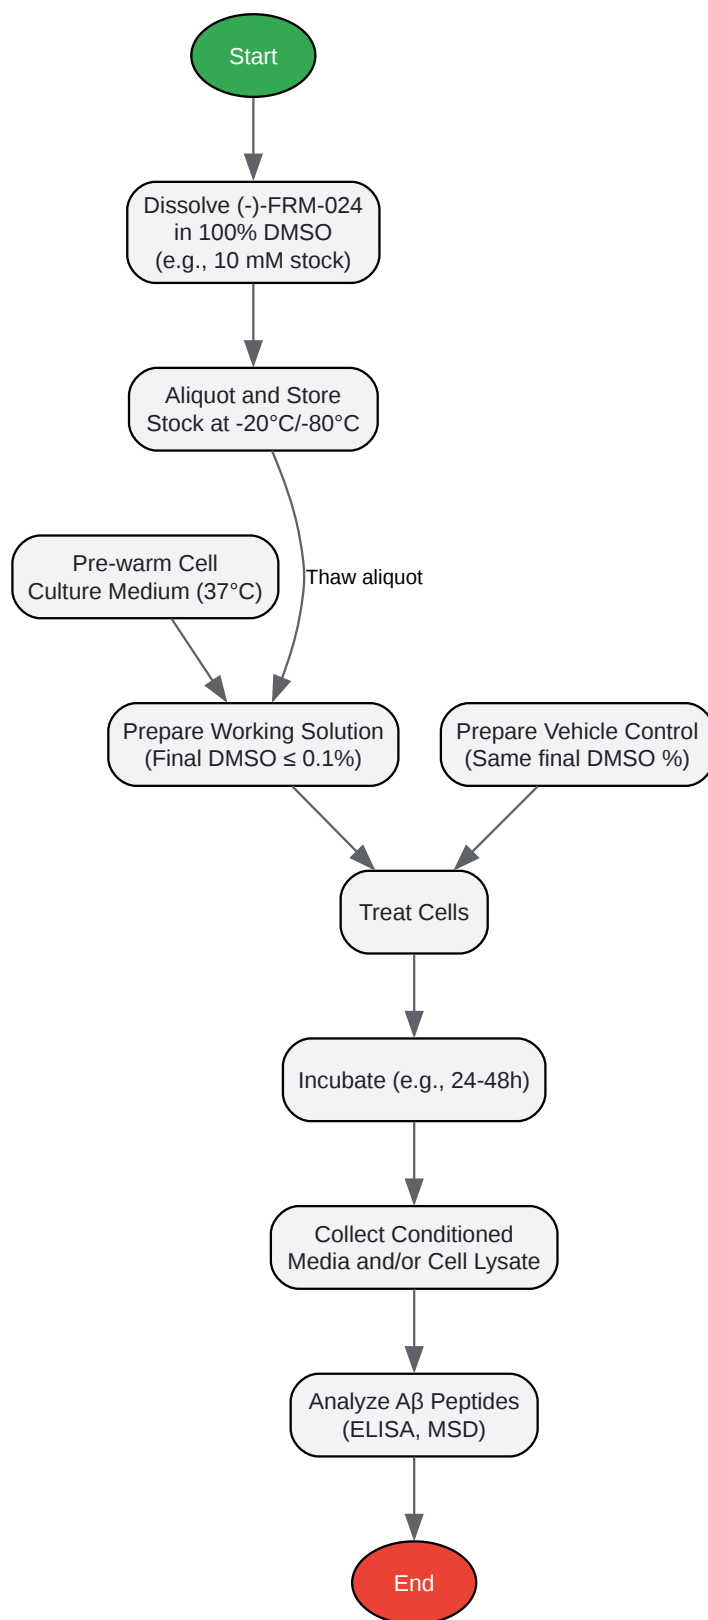 Start
Dissolve (-)-FRM-024
in 100% DMSO
(e.g., 10 mM stock)
Aliquot and Store
Stock at -20°C/-80°C
Pre-warm Cell
Culture Medium (37°C)
Thaw aliquot
Prepare Working Solution
(Final DMSO ≤ 0.1%)
Prepare Vehicle Control
(Same final DMSO %)
Treat Cells
Incubate (e.g., 24-48h)
Collect Conditioned
Media and/or Cell Lysate
Analyze Aβ Peptides
(ELISA, MSD)
End